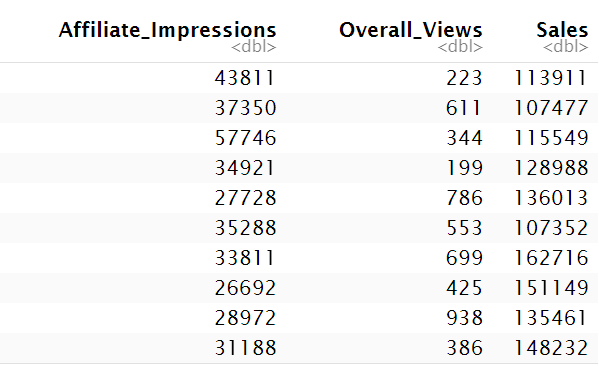 Affiliate_Impressions Overall_Views Sales
<dbl> <dbl> <dbl>
43811 223 113911
37350 611 107477
57746 344 115549
34921 199 128988
27728 786 136013
35288 553 107352
33811 699 162716
26692 425 151149
28972 938 135461
31188 386 148232